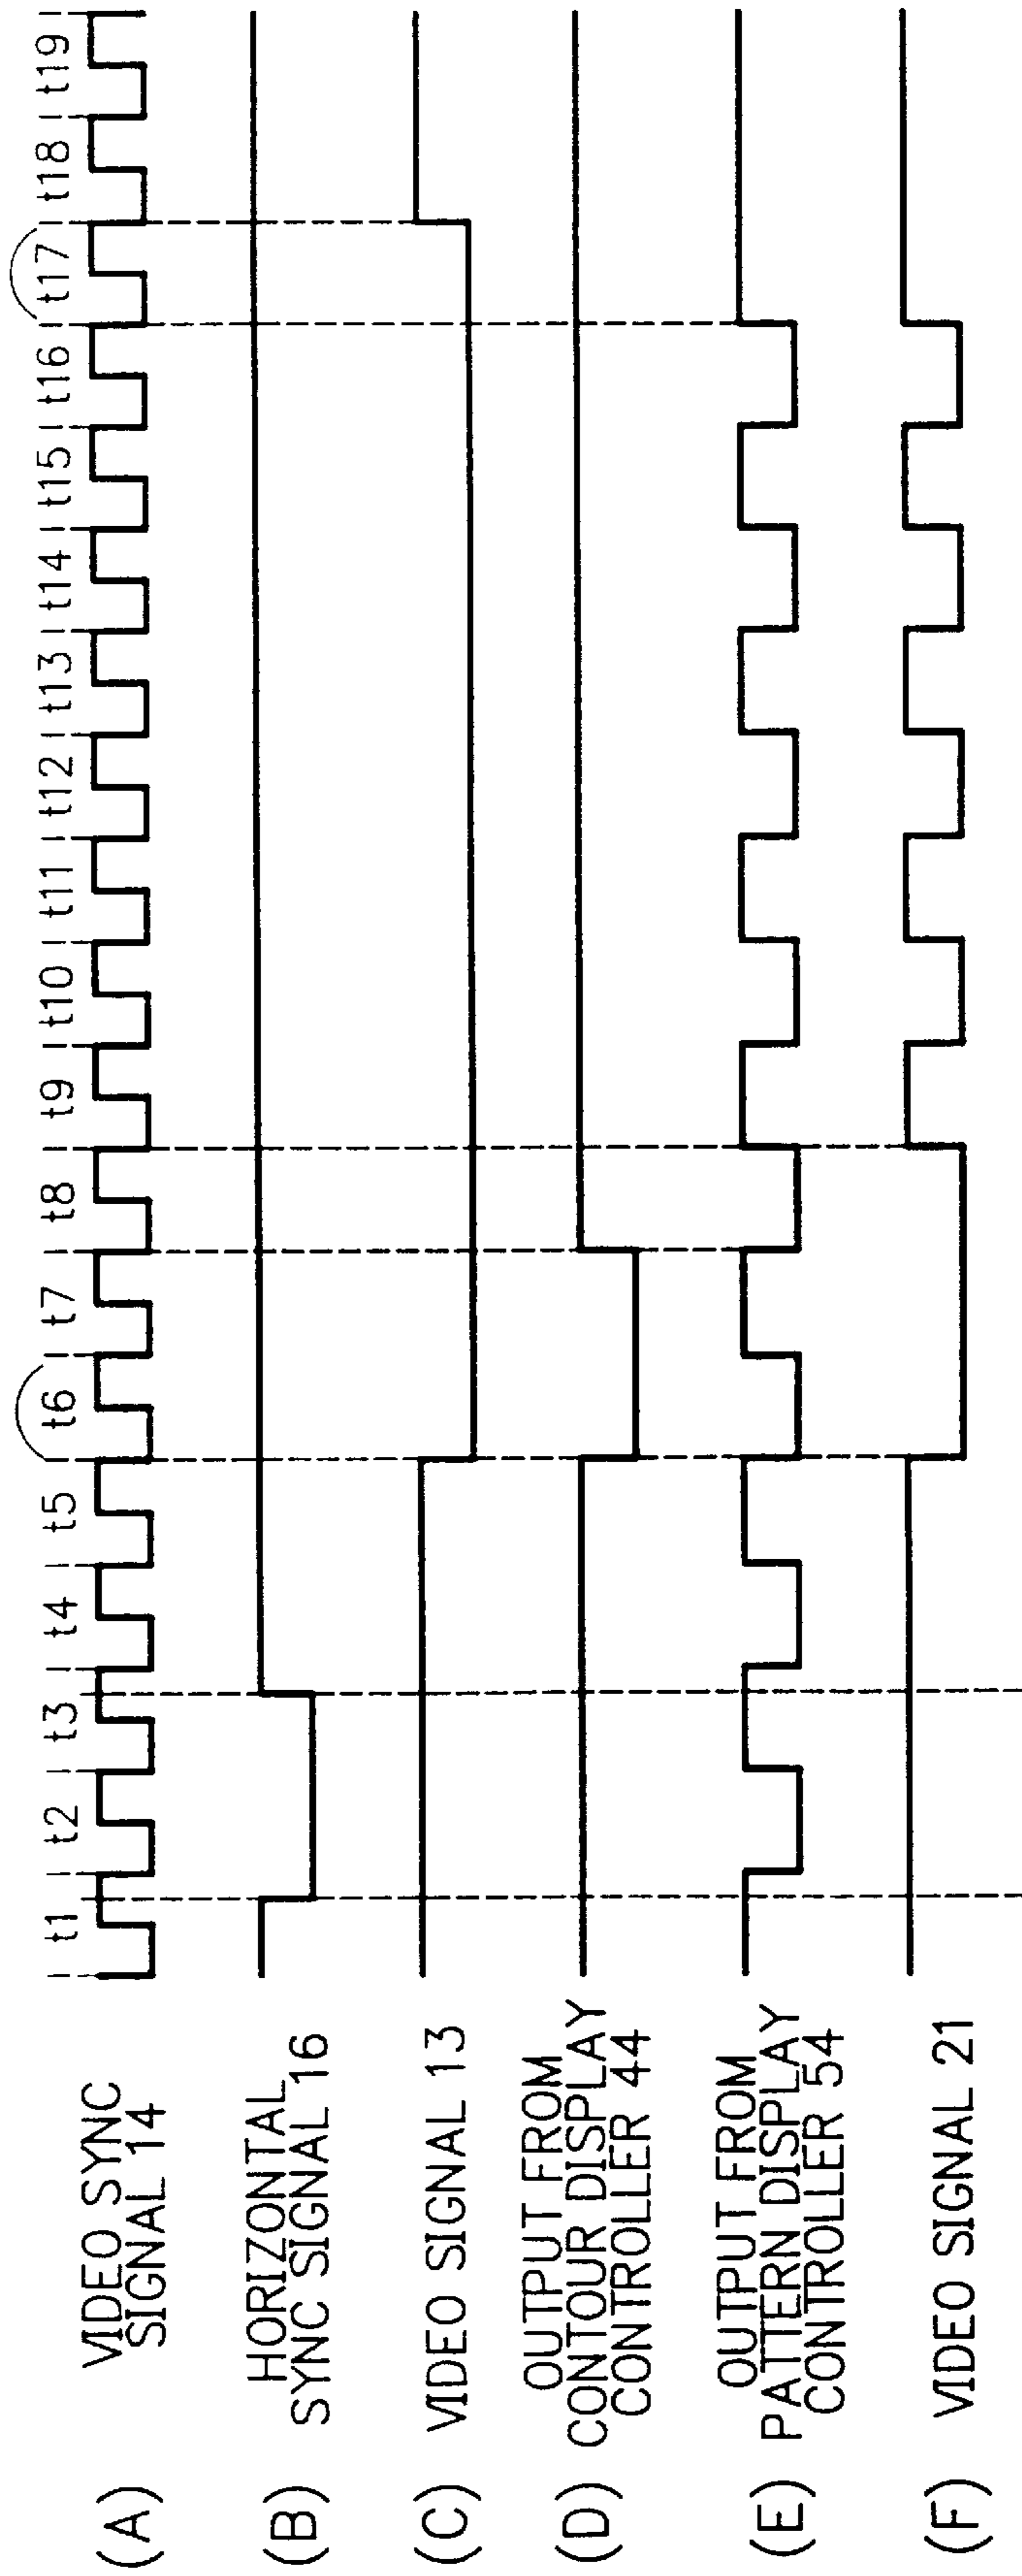 t1 t2 t3 t4 t5 t6 t7 t8 t9 t10 t11 t12 t13 t14 t15 t16 t17 t18 t19
(A) VIDEO SYNC
SIGNAL 14
(B) HORIZONTAL
SYNC SIGNAL 16
(C) VIDEO SIGNAL 13
OUTPUT FROM
(D) CONTOUR DISPLAY
CONTROLLER 44
OUTPUT FROM
(E) PATTERN DISPLAY
CONTROLLER 54
(F) VIDEO SIGNAL 21